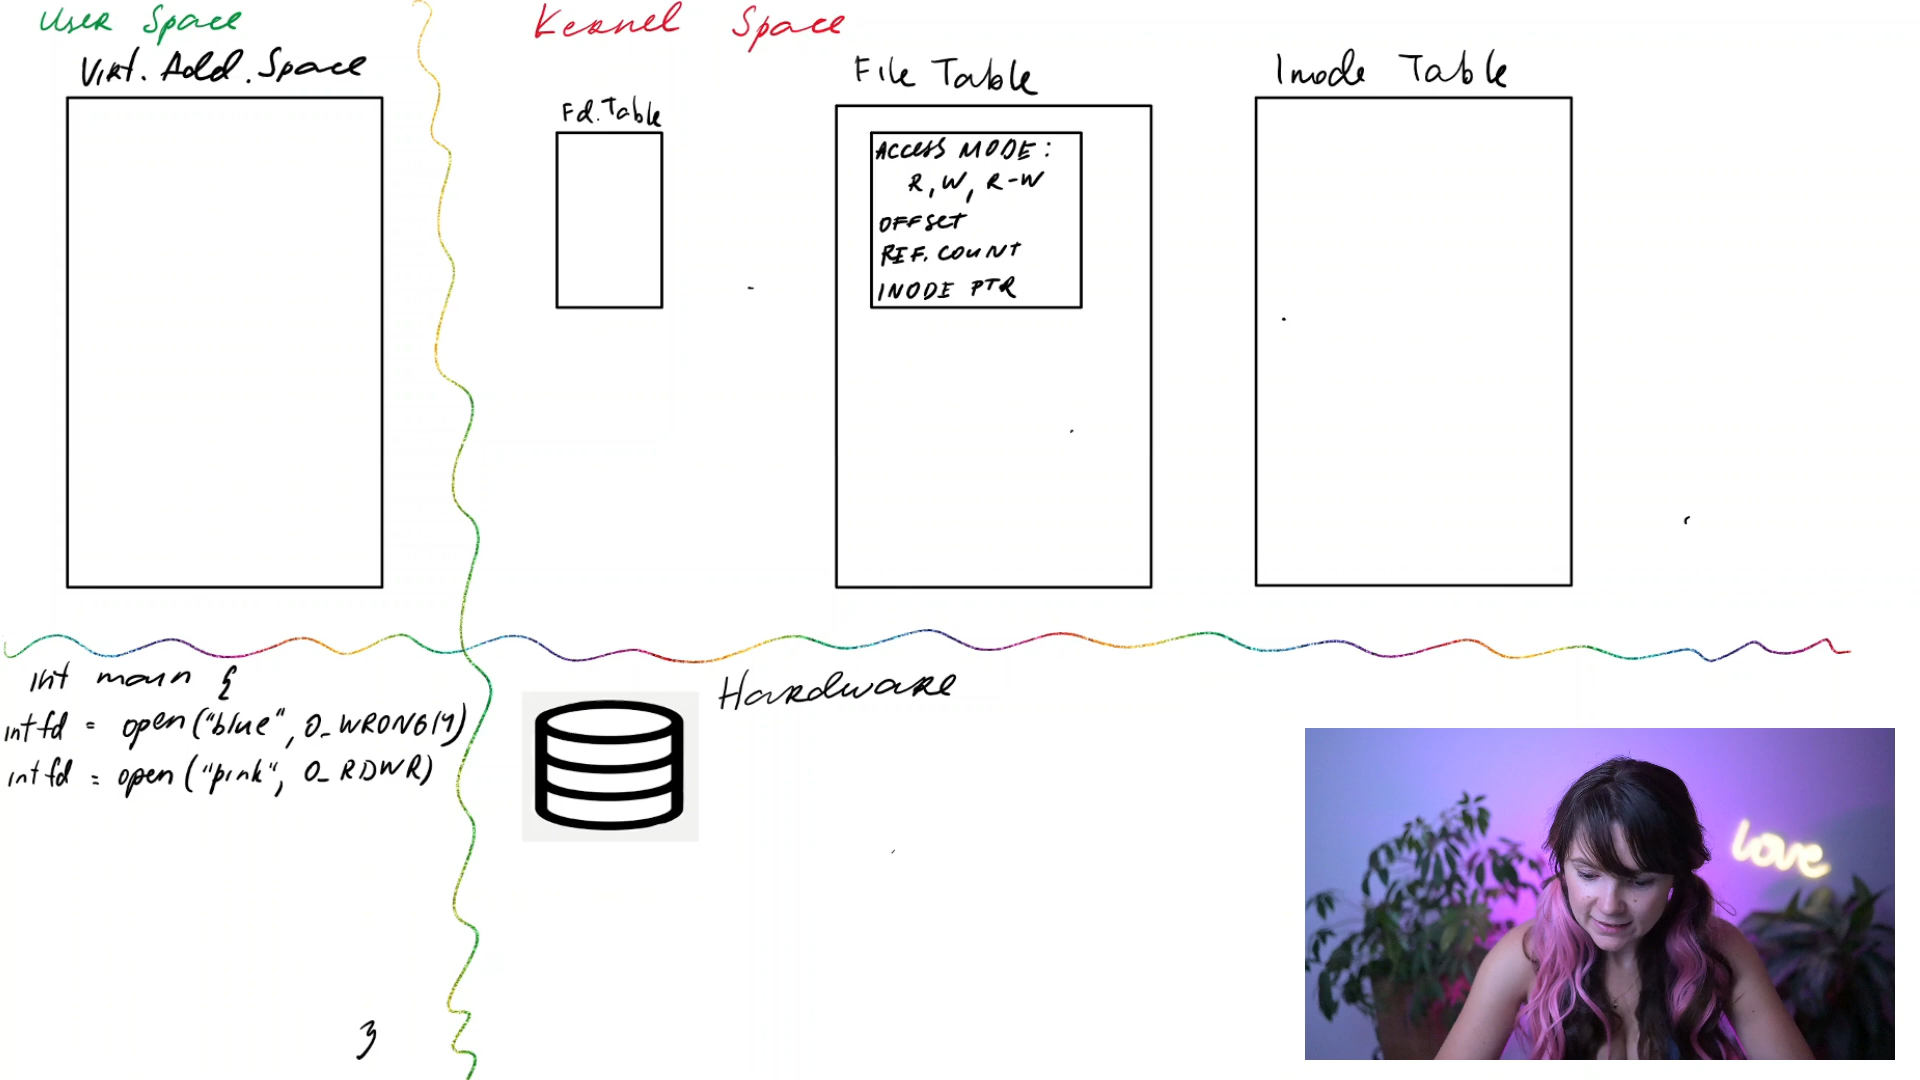 User Space
Virt. Add. Space
Kernel Space
Fd. Table
File Table
ACCESS MODE:
R, W, R-W
OFFSET
REF. COUNT
INODE PTR
Inode Table
int main {
int fd = open("blue", O_WRONGLY)
int fd = open("pink", O_RDWR)
}
Hardware
love